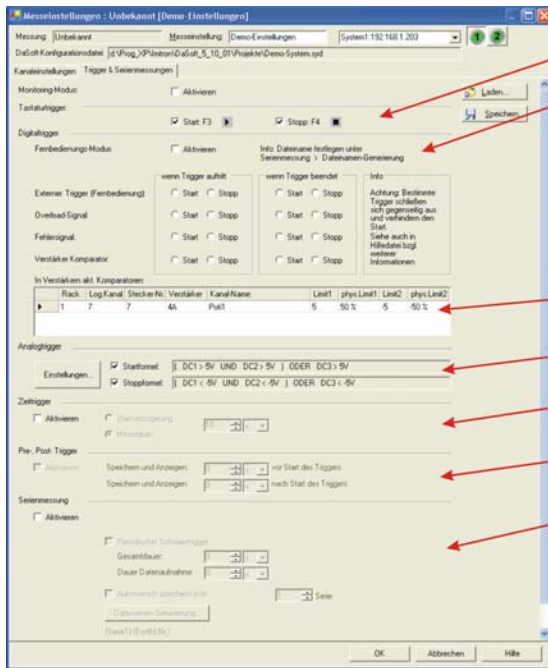 Messeinstellungen : Unbekannt [Demo-Einstellungen]
Messung: Unbekannt Messeinstellung: Demo-Einstellungen System1:192.168.1.203 1 2
DaSoft-Konfigurationsdatei: d:\Prog_XP\Imtron\DaSoft_5_10_01\Projekte\Demo-System.syd
Kanaleinstellungen Trigger & Serienmessungen
Monitoring-Modus: Aktivieren
Laden...
Tastaturtrigger:
Start: F3 Stopp: F4
Speichern
Digitaltrigger
Fernbedienungs-Modus Aktivieren Info: Dateiname festlegen unter
Serienmessung > Dateinamen-Generierung
wenn Trigger auftritt wenn Trigger beendet Info
Externer Trigger (Fernbedienung): Start Stopp Start Stopp
Overload-Signal: Start Stopp Start Stopp
Fehlersignal: Start Stopp Start Stopp
Verstärker Komparator: Start Stopp Start Stopp
Achtung: Bestimmte
Trigger schließen
sich gegenseitig aus
und verhindern den
Start.
Siehe auch in
Hilfedatei bzgl.
weiterer
Informationen
In Verstärkern akt. Komparatoren:
Rack Log.Kanal Stecker-Nr. Verstärker Kanal-Name Limit1 phys.Limit1 Limit2 phys.Limit2
1 7 7 4A Poti1 5 50 % -5 -50 %
Analogtrigger
Einstellungen...
Startformel: ( DC1 > 5V UND DC2 > 5V ) ODER DC3 > 5V
Stoppformel: ( DC1 < -5V UND DC2 < -5V ) ODER DC3 < -5V
Zeittrigger
Aktivieren Startverzögerung
Messdauer
Pre-, Post- Trigger
Aktivieren Speichern und Anzeigen: vor Start des Triggers
Speichern und Anzeigen: nach Start des Triggers
Serienmessung
Aktivieren
Periodischer Softwaretrigger
Gesamtdauer:
Dauer Datenaufnahme:
Automatisch speichern jede Serie
Dateinamen-Generierung...
OK Abbrechen Hilfe